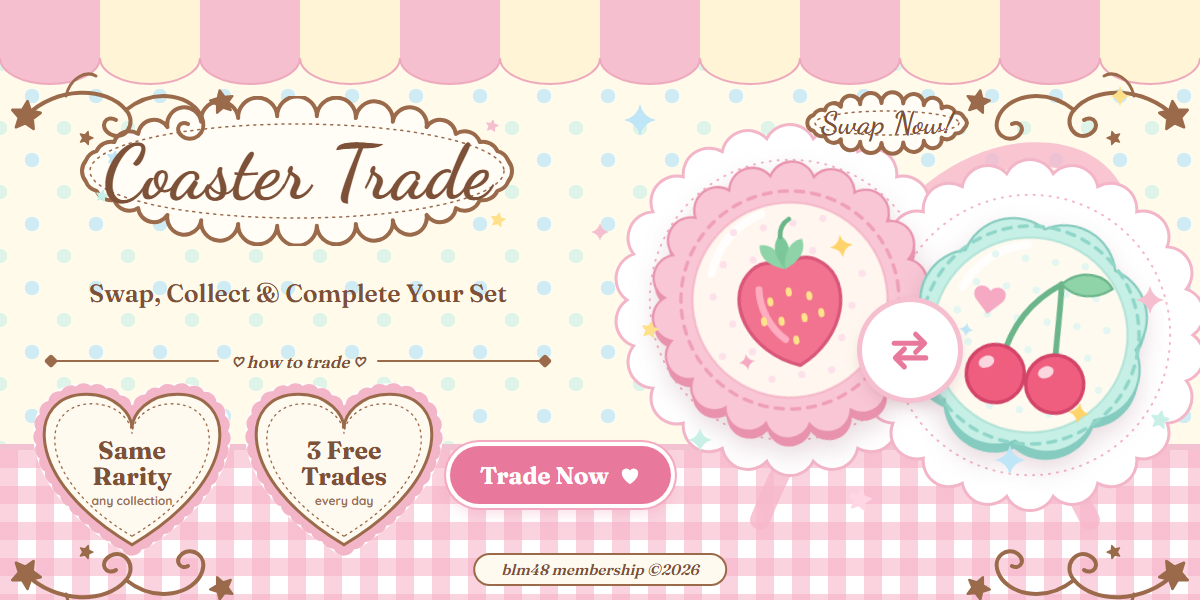 Coaster Trade
Swap Now!
Swap, Collect & Complete Your Set
♡ how to trade ♡
Same
Rarity
any collection
3 Free
Trades
every day
Trade Now
blm48 membership ©2026